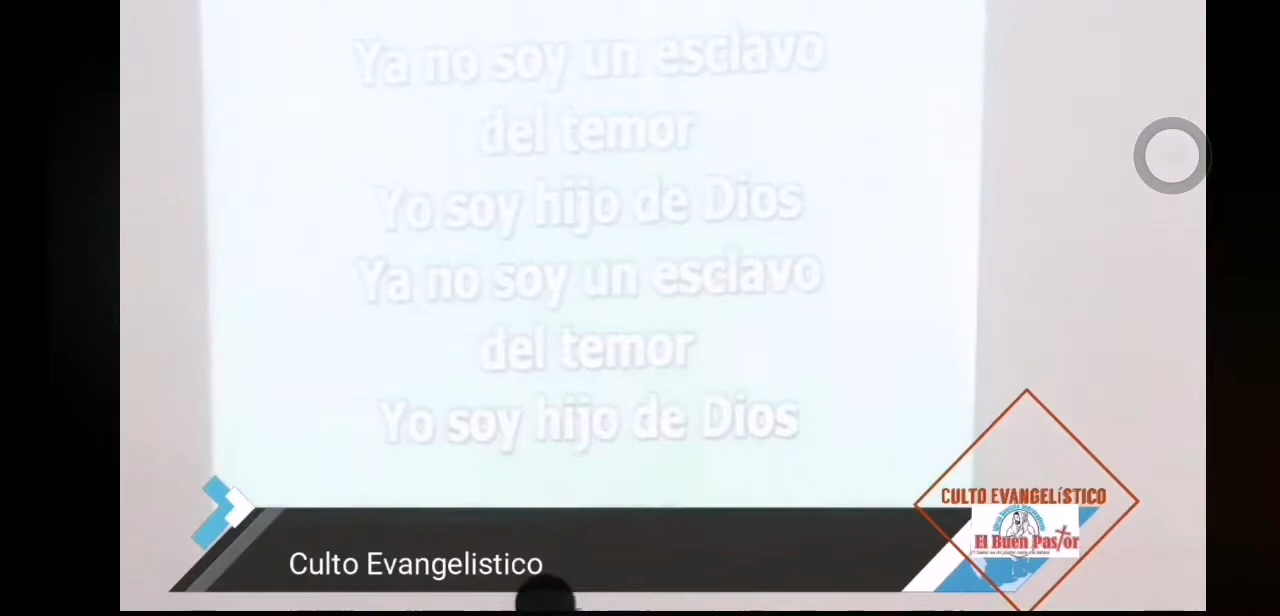 Ya no soy un esclavo
del temor
Yo soy hijo de Dios
Ya no soy un esclavo
del temor
Yo soy hijo de Dios
CULTO EVANGELÍSTICO
El Buen Pastor
Culto Evangelistico